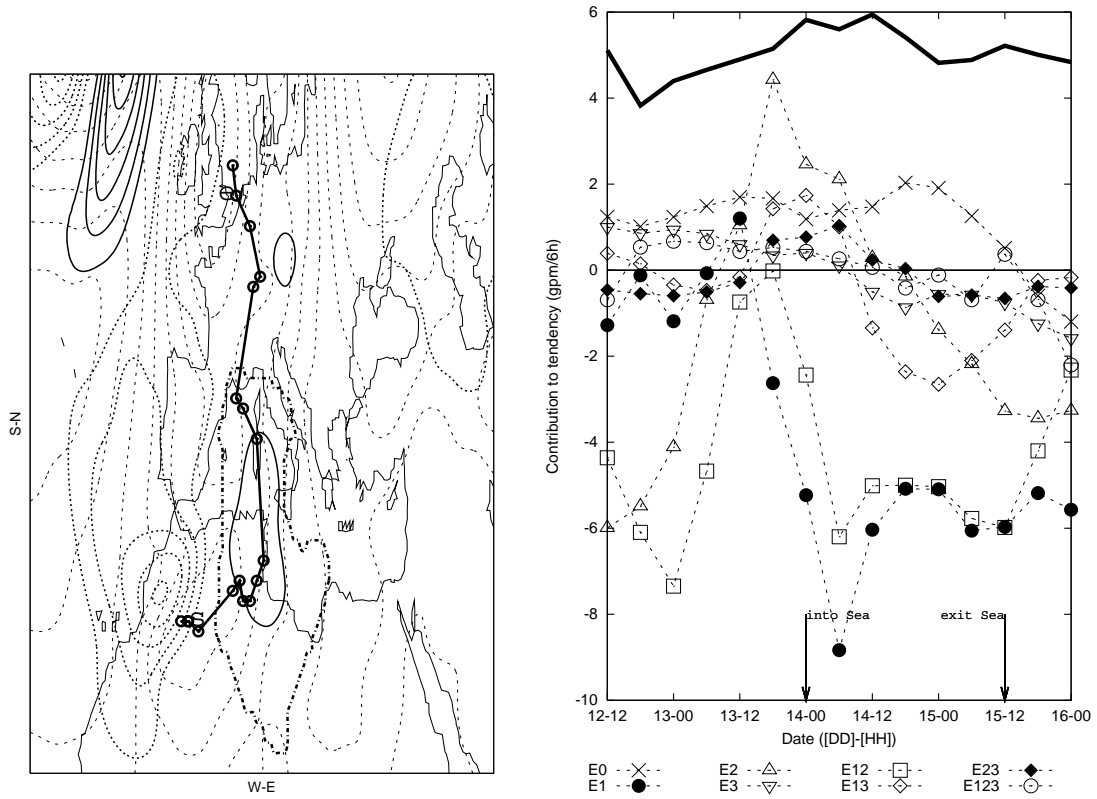 S-N
W-E
S
Contribution to tendency (gpm/6h)
6
4
2
0
-2
-4
-6
-8
-10
into Sea
exit Sea
12-12 13-00 13-12 14-00 14-12 15-00 15-12 16-00
Date ([DD]-[HH])
E0 E2 E12 E23
E1 E3 E13 E123